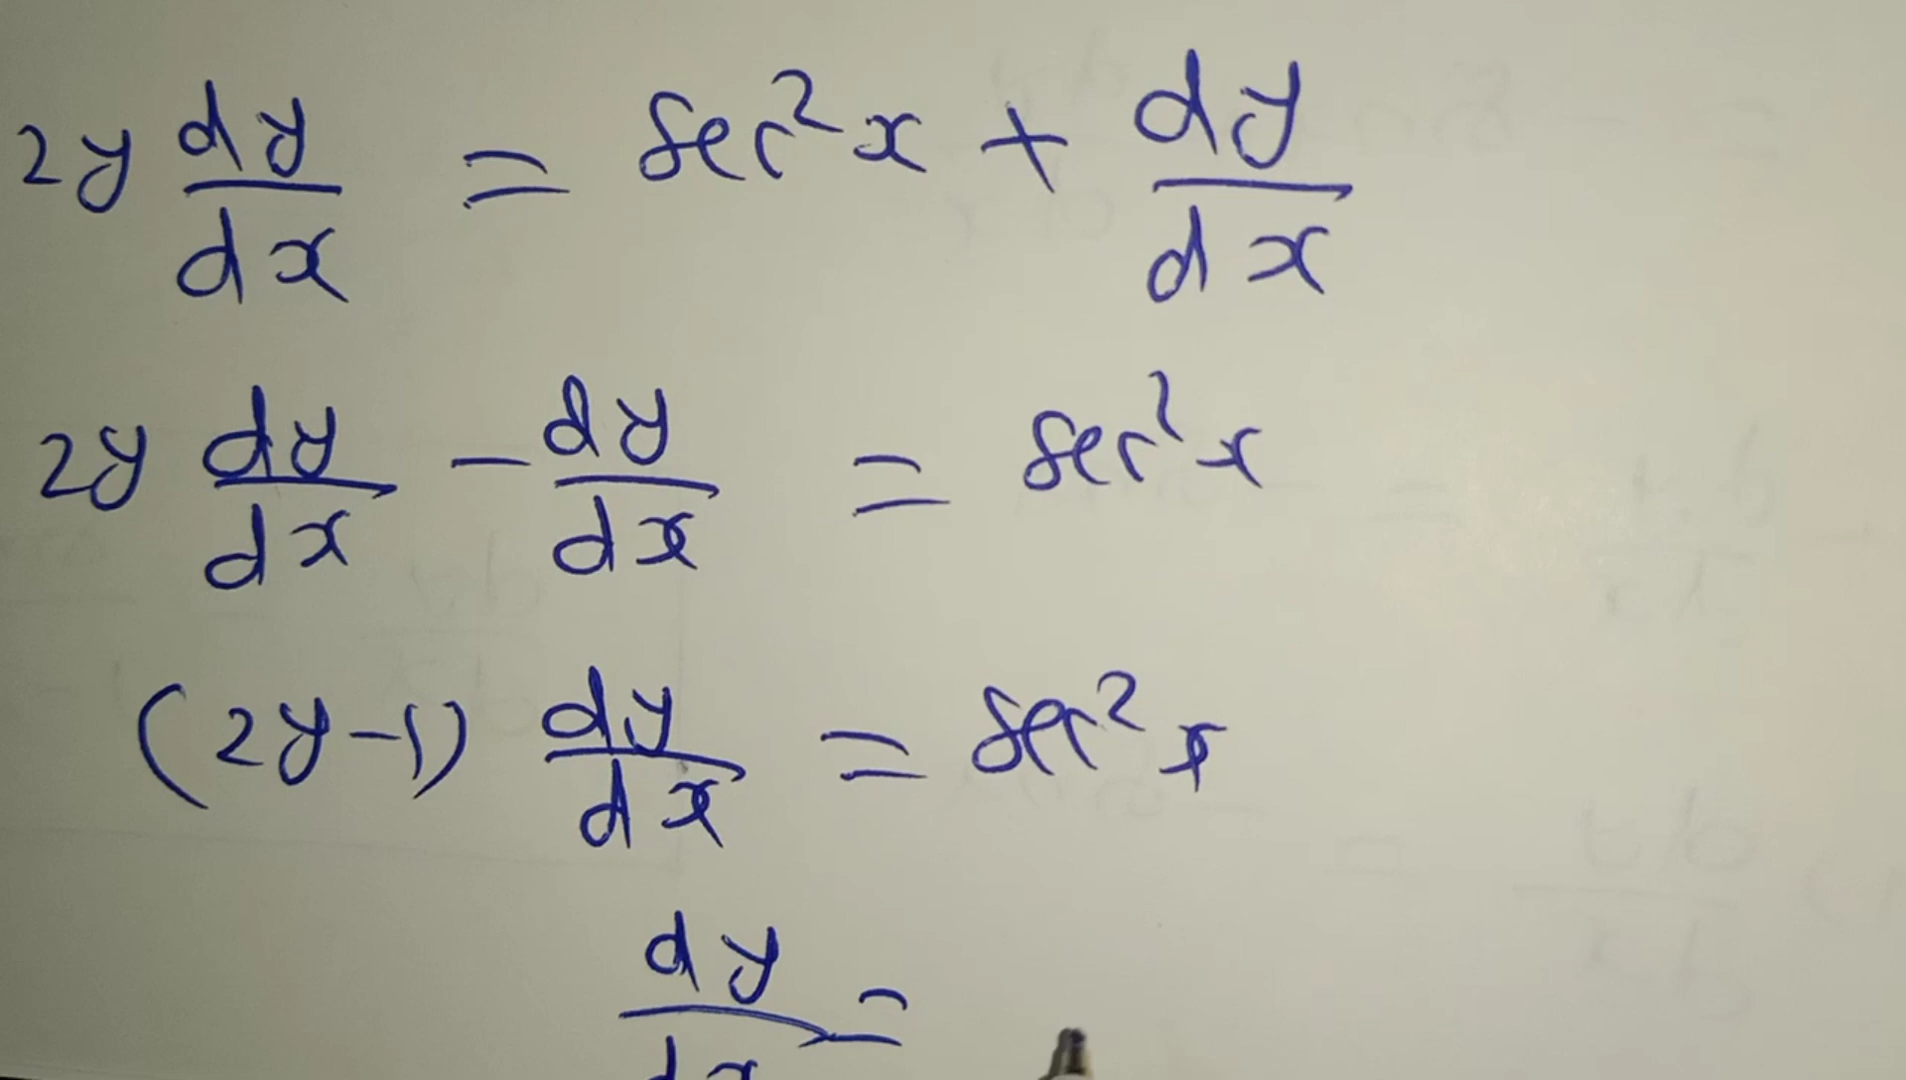 2y dy/dx = sec²x + dy/dx
2y dy/dx - dy/dx = sec²x
(2y-1) dy/dx = sec²x
dy/dx =